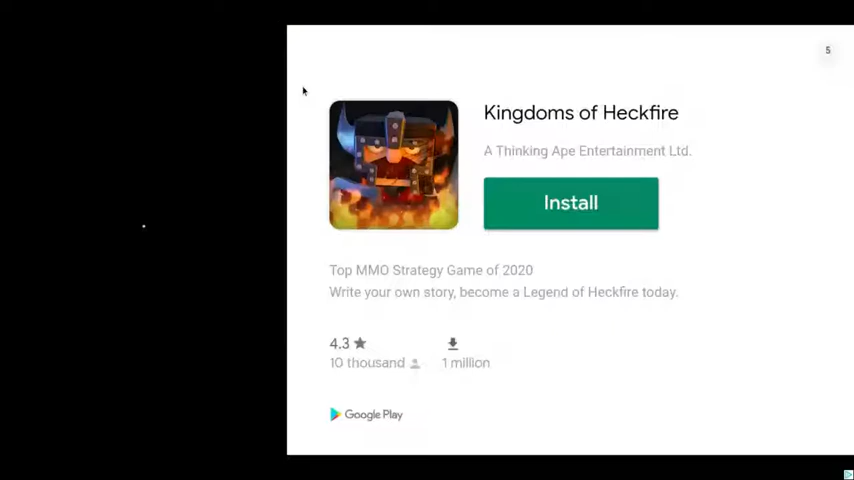 5
Kingdoms of Heckfire
A Thinking Ape Entertainment Ltd.
Install
Top MMO Strategy Game of 2020
Write your own story, become a Legend of Heckfire today.
4.3
10 thousand 1 million
Google Play